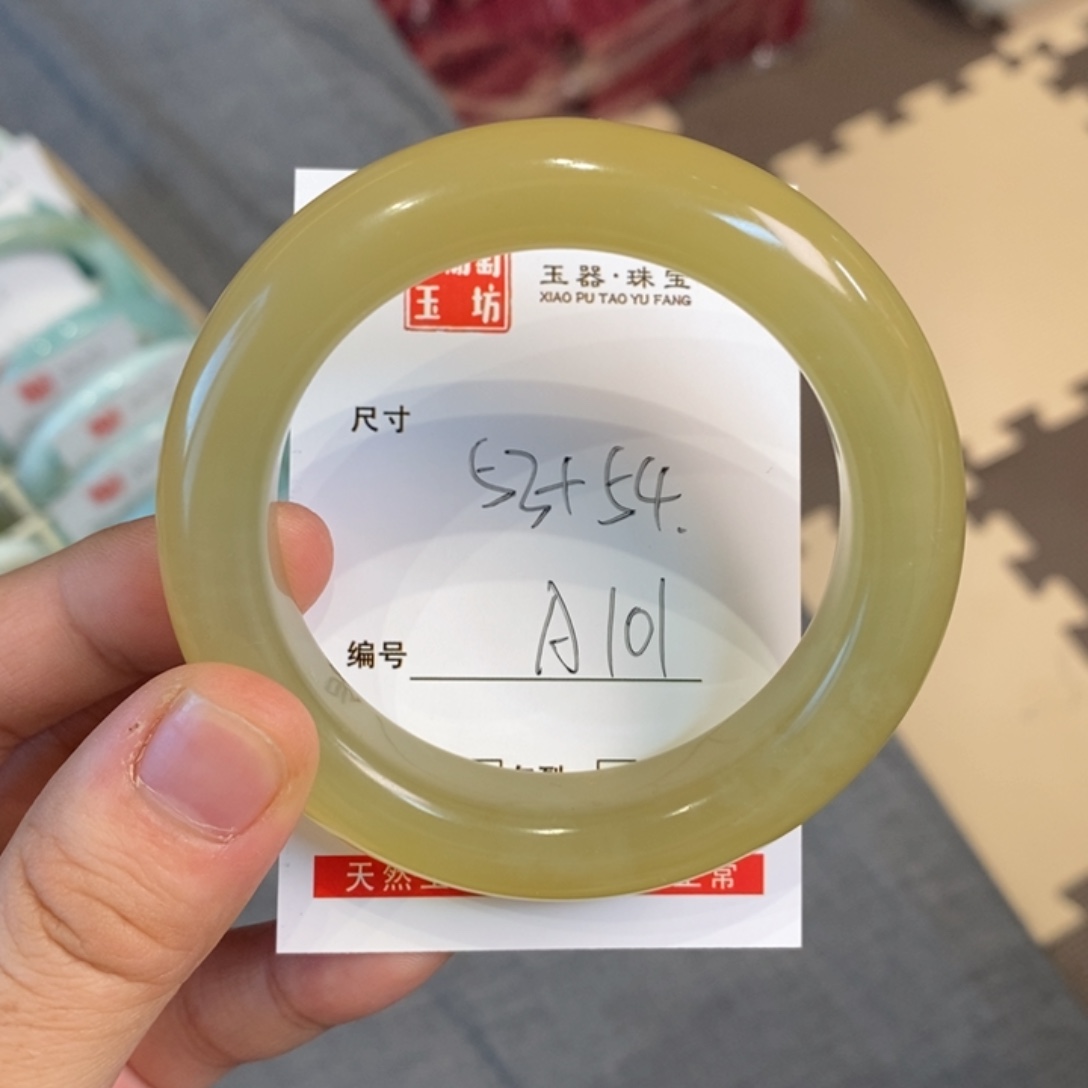 玉坊
玉器·珠宝
XIAO PU TAO YU FANG
尺寸
53+54.
编号 A101
天然